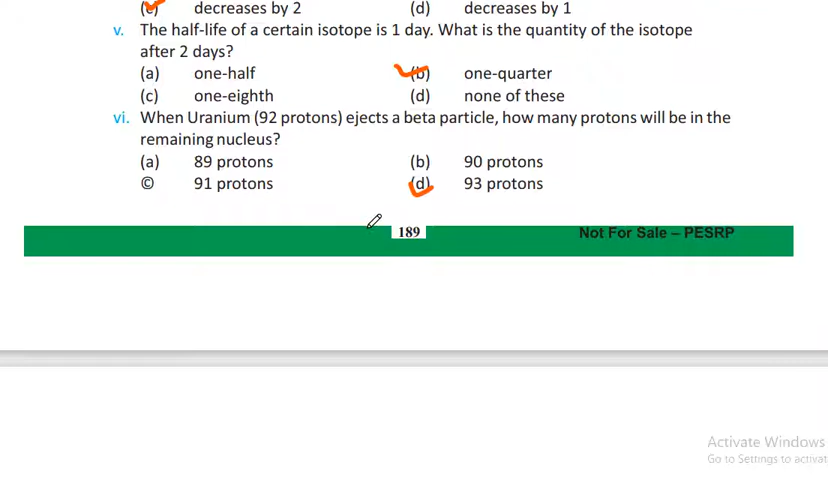 (c) decreases by 2 (d) decreases by 1
v. The half-life of a certain isotope is 1 day. What is the quantity of the isotope
after 2 days?
(a) one-half (b) one-quarter
(c) one-eighth (d) none of these
vi. When Uranium (92 protons) ejects a beta particle, how many protons will be in the
remaining nucleus?
(a) 89 protons (b) 90 protons
© 91 protons (d) 93 protons
189 Not For Sale – PESRP
Activate Windows
Go to Settings to activat